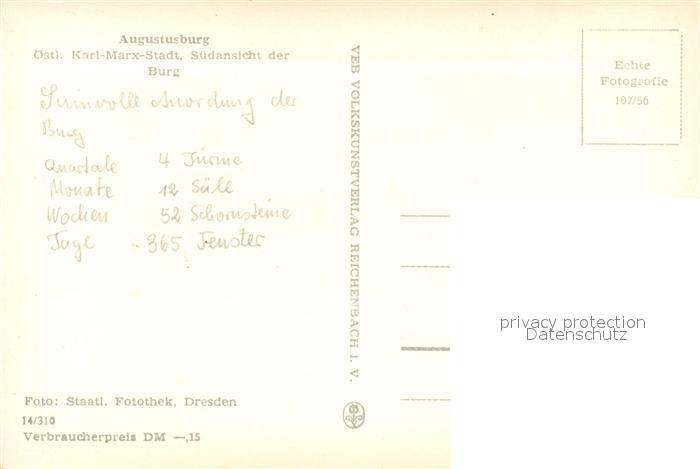 Augustusburg
Östl. Karl-Marx-Stadt, Südansicht der
Burg
Sinnvolle Anordnung der
Burg
Quartale 4 Türme
Monate 12 Säle
Wochen 52 Schornsteine
Tage 365 Fenster
Foto: Staatl. Fotothek, Dresden
14/310
Verbraucherpreis DM —,15
VEB VOLKSKUNSTVERLAG REICHENBACH i. V.
Echte
Fotografie
107/56
privacy protection
Datenschutz